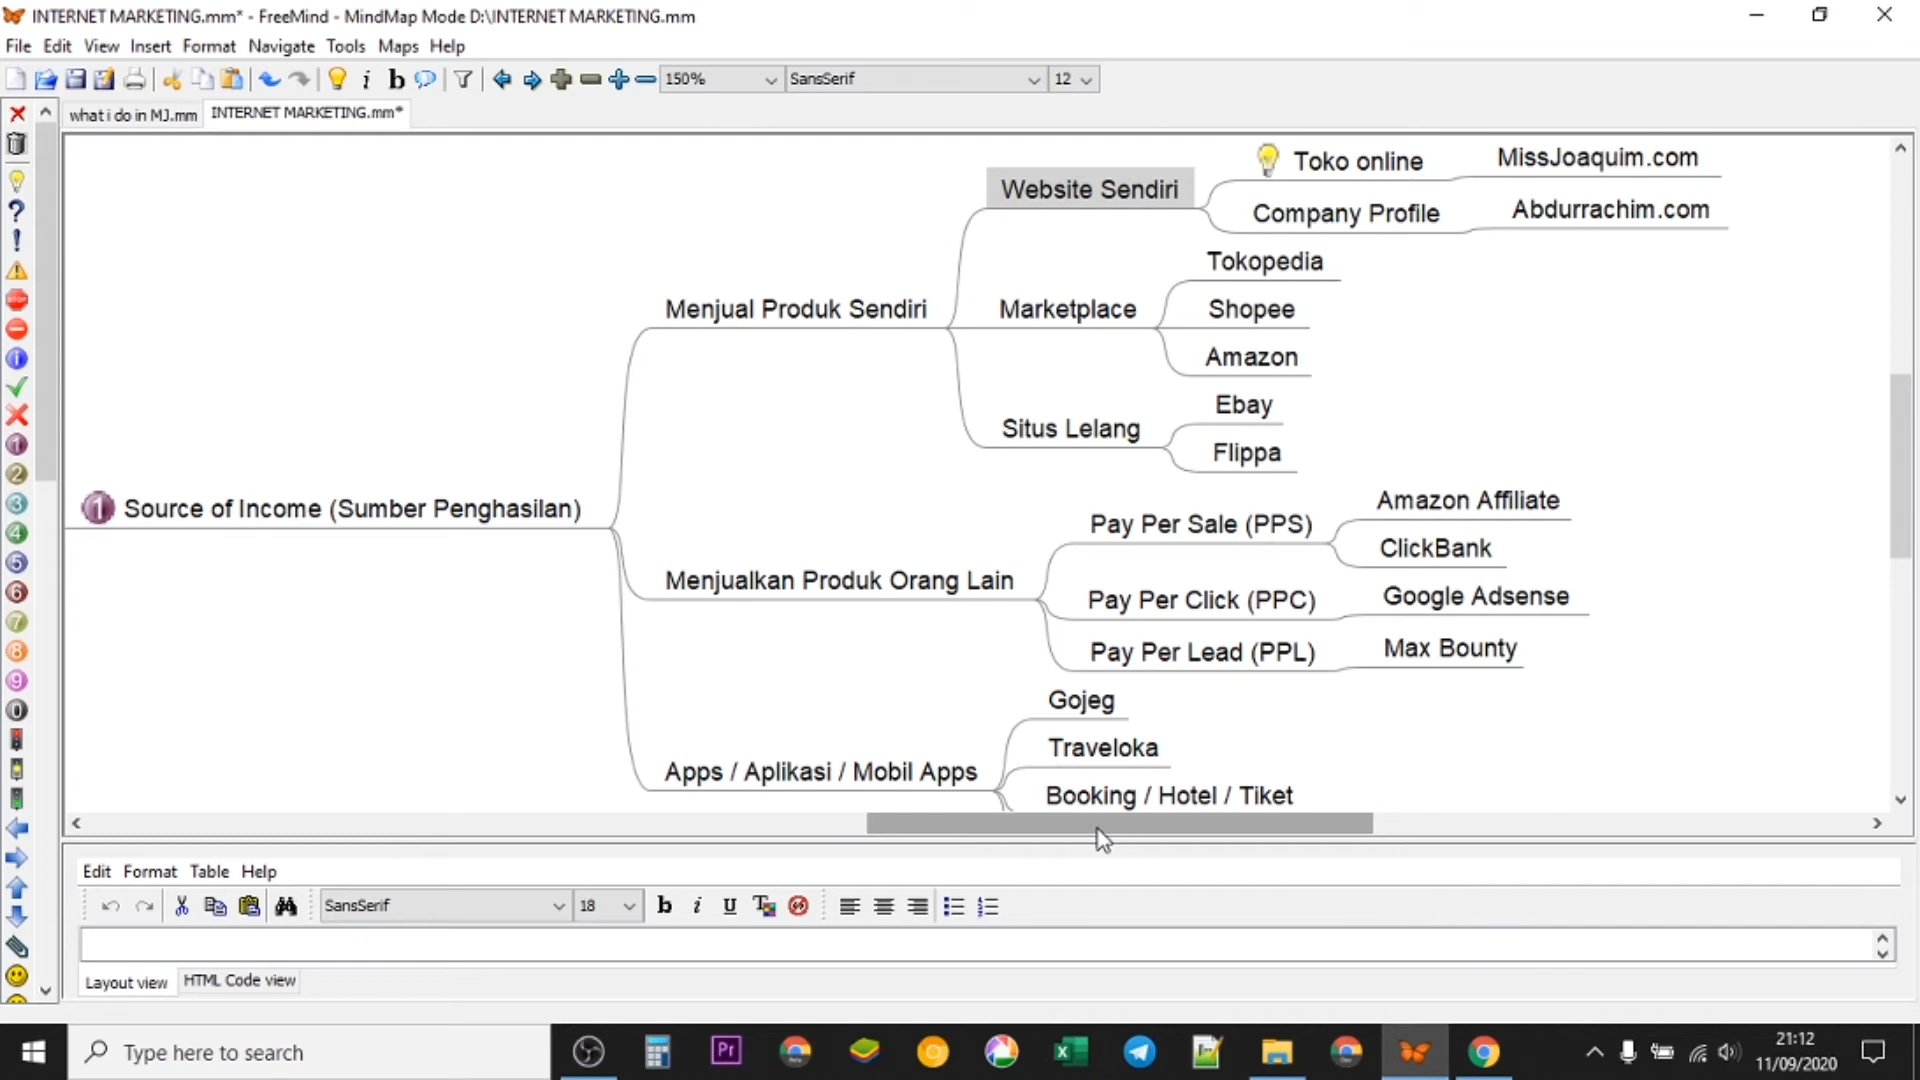 INTERNET MARKETING.mm* - FreeMind - MindMap Mode D:\INTERNET MARKETING.mm
File Edit View Insert Format Navigate Tools Maps Help
150% SansSerif 12
what i do in MJ.mm INTERNET MARKETING.mm*
Toko online MissJoaquim.com
Website Sendiri
Company Profile Abdurrachim.com
Tokopedia
Menjual Produk Sendiri Marketplace Shopee
Amazon
Ebay
Situs Lelang
Flippa
Source of Income (Sumber Penghasilan)
Amazon Affiliate
Pay Per Sale (PPS)
ClickBank
Menjualkan Produk Orang Lain
Pay Per Click (PPC) Google Adsense
Pay Per Lead (PPL) Max Bounty
Gojeg
Traveloka
Apps / Aplikasi / Mobil Apps
Booking / Hotel / Tiket
Edit Format Table Help
SansSerif 18
Layout view HTML Code view
Type here to search
21:12
11/09/2020